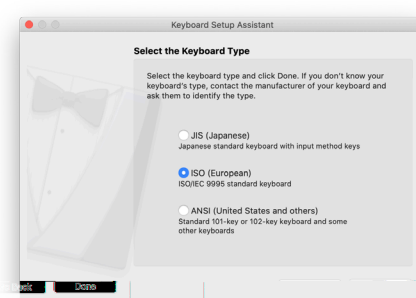 Keyboard Setup Assistant
Select the Keyboard Type
Select the keyboard type and click Done. If you don't know your
keyboard's type, contact the manufacturer of your keyboard and
ask them to identify the type.
JIS (Japanese)
Japanese standard keyboard with input method keys
ISO (European)
ISO/IEC 9995 standard keyboard
ANSI (United States and others)
Standard 101-key or 102-key keyboard and some
other keyboards
Done